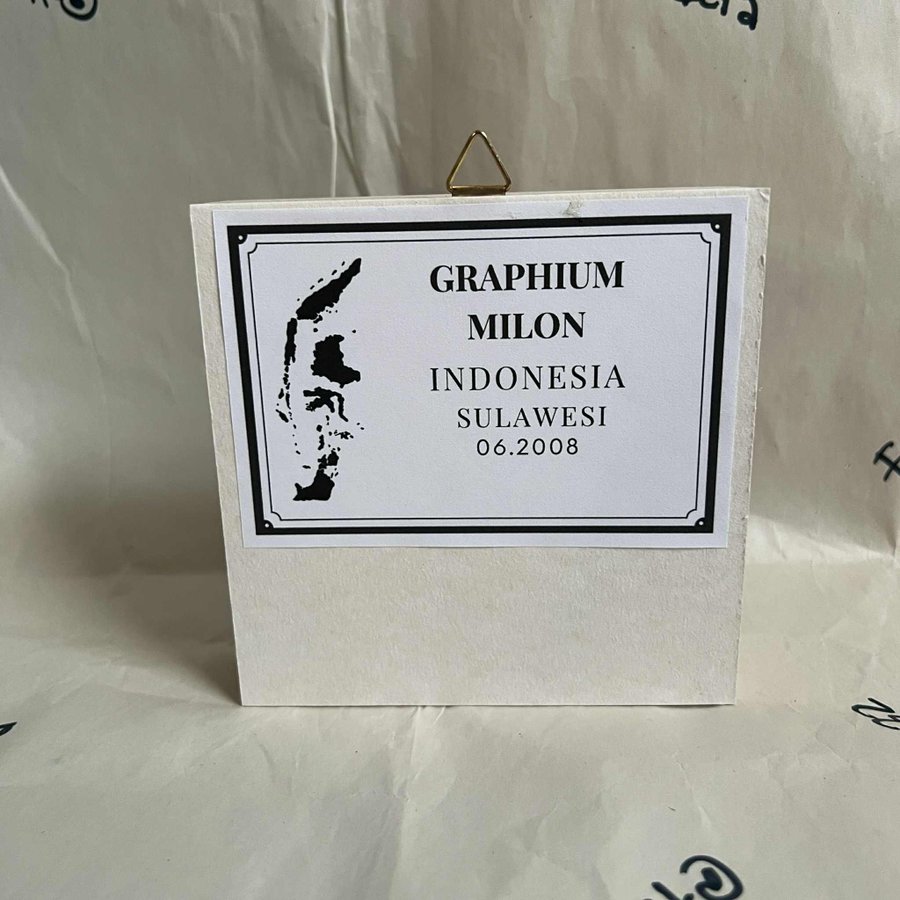 GRAPHIUM
MILON
INDONESIA
SULAWESI
06.2008